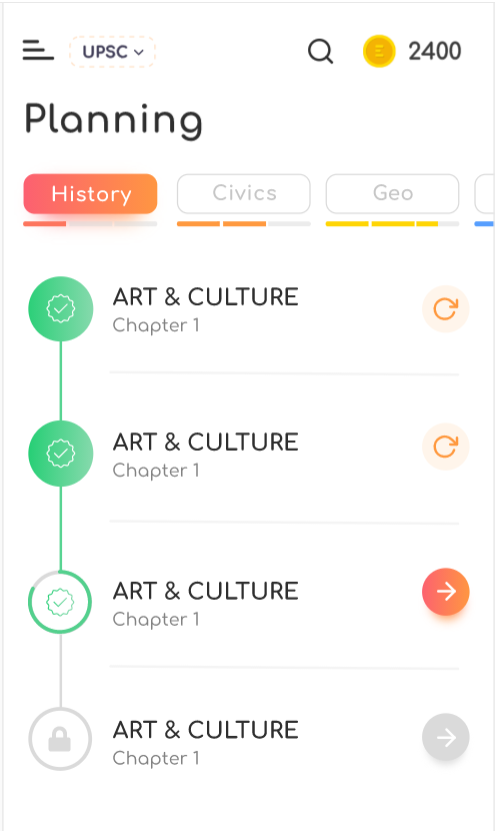 UPSC
E 2400
Planning
History Civics Geo
ART & CULTURE
Chapter 1
ART & CULTURE
Chapter 1
ART & CULTURE
Chapter 1
ART & CULTURE
Chapter 1